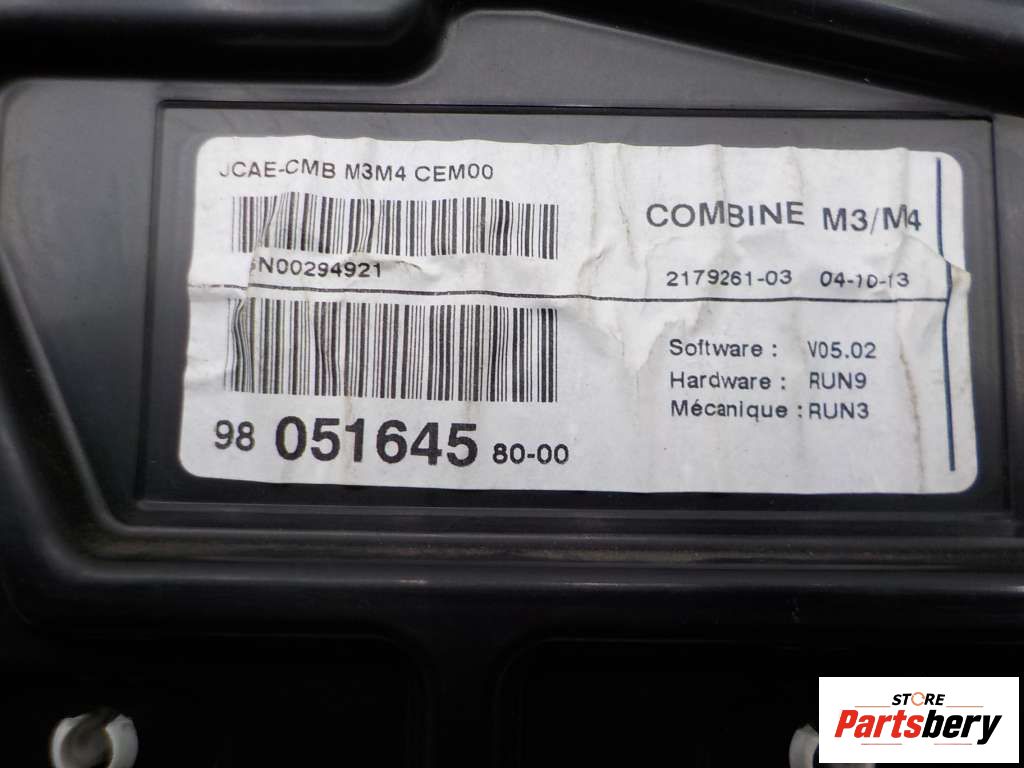 JCAE-CMB M3M4 CEM00
N00294921
COMBINE M3/M4
2179261-03 04-10-13
Software : V05.02
Hardware : RUN9
Mécanique : RUN3
98 051645 80-00
STORE
Partsbery